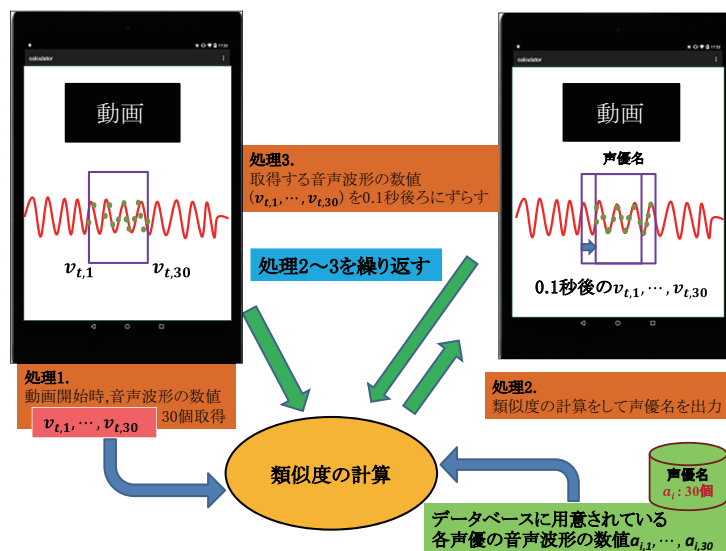 calculator
17:20
動画
v_{t,1}
v_{t,30}
処理1.
動画開始時,音声波形の数値
v_{t,1},⋯,v_{t,30}
30個取得
処理3.
取得する音声波形の数値
(v_{t,1},⋯,v_{t,30})を0.1秒後ろにずらす
処理2～3を繰り返す
calculator
17:20
動画
声優名
0.1秒後のv_{t,1},⋯,v_{t,30}
処理2.
類似度の計算をして声優名を出力
類似度の計算
声優名
a_i:30個
データベースに用意されている
各声優の音声波形の数値a_{i,1},⋯,a_{i,30}